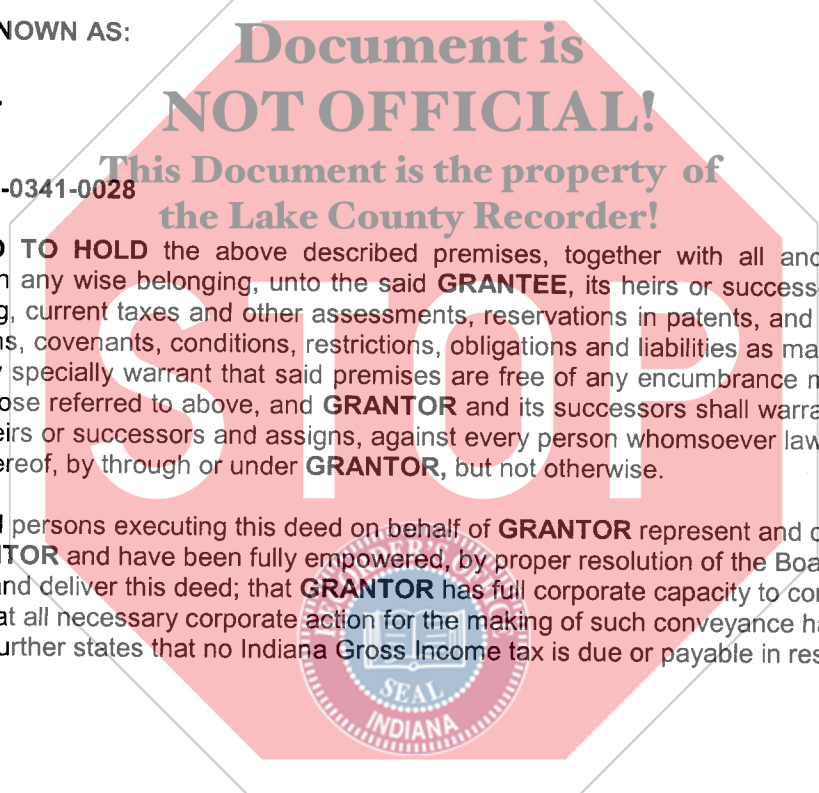 NOWN AS:
Document is
NOT OFFICIAL!
This Document is the property of
-0341-0028
the Lake County Recorder!
TO HOLD the above described premises, together with all and
any wise belonging, unto the said GRANTEE, its heirs or success
g, current taxes and other assessments, reservations in patents, and
ns, covenants, conditions, restrictions, obligations and liabilities as ma
specially warrant that said premises are free of any encumbrance
ose referred to above, and GRANTOR and its successors shall warra
eirs or successors and assigns, against every person whomsoever law
ereof, by through or under GRANTOR, but not otherwise.
STOP
persons executing this deed on behalf of GRANTOR represent and
TOR and have been fully empowered, by proper resolution of the Boa
and deliver this deed; that GRANTOR has full corporate capacity to co
at all necessary corporate action for the making of such conveyance ha
urther states that no Indiana Gross Income tax is due or payable in res
RECORDER'S OFFICE
SEAL
INDIANA